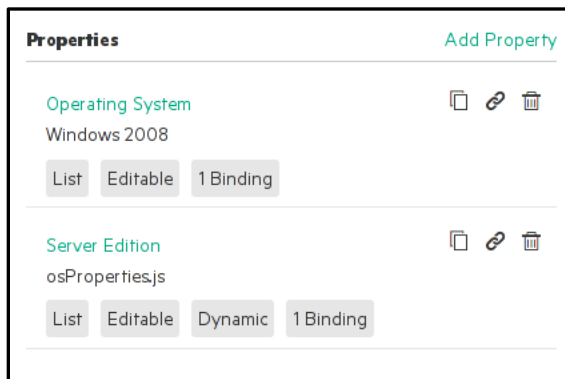 Properties Add Property
Operating System
Windows 2008
List Editable 1 Binding
Server Edition
osProperties.js
List Editable Dynamic 1 Binding